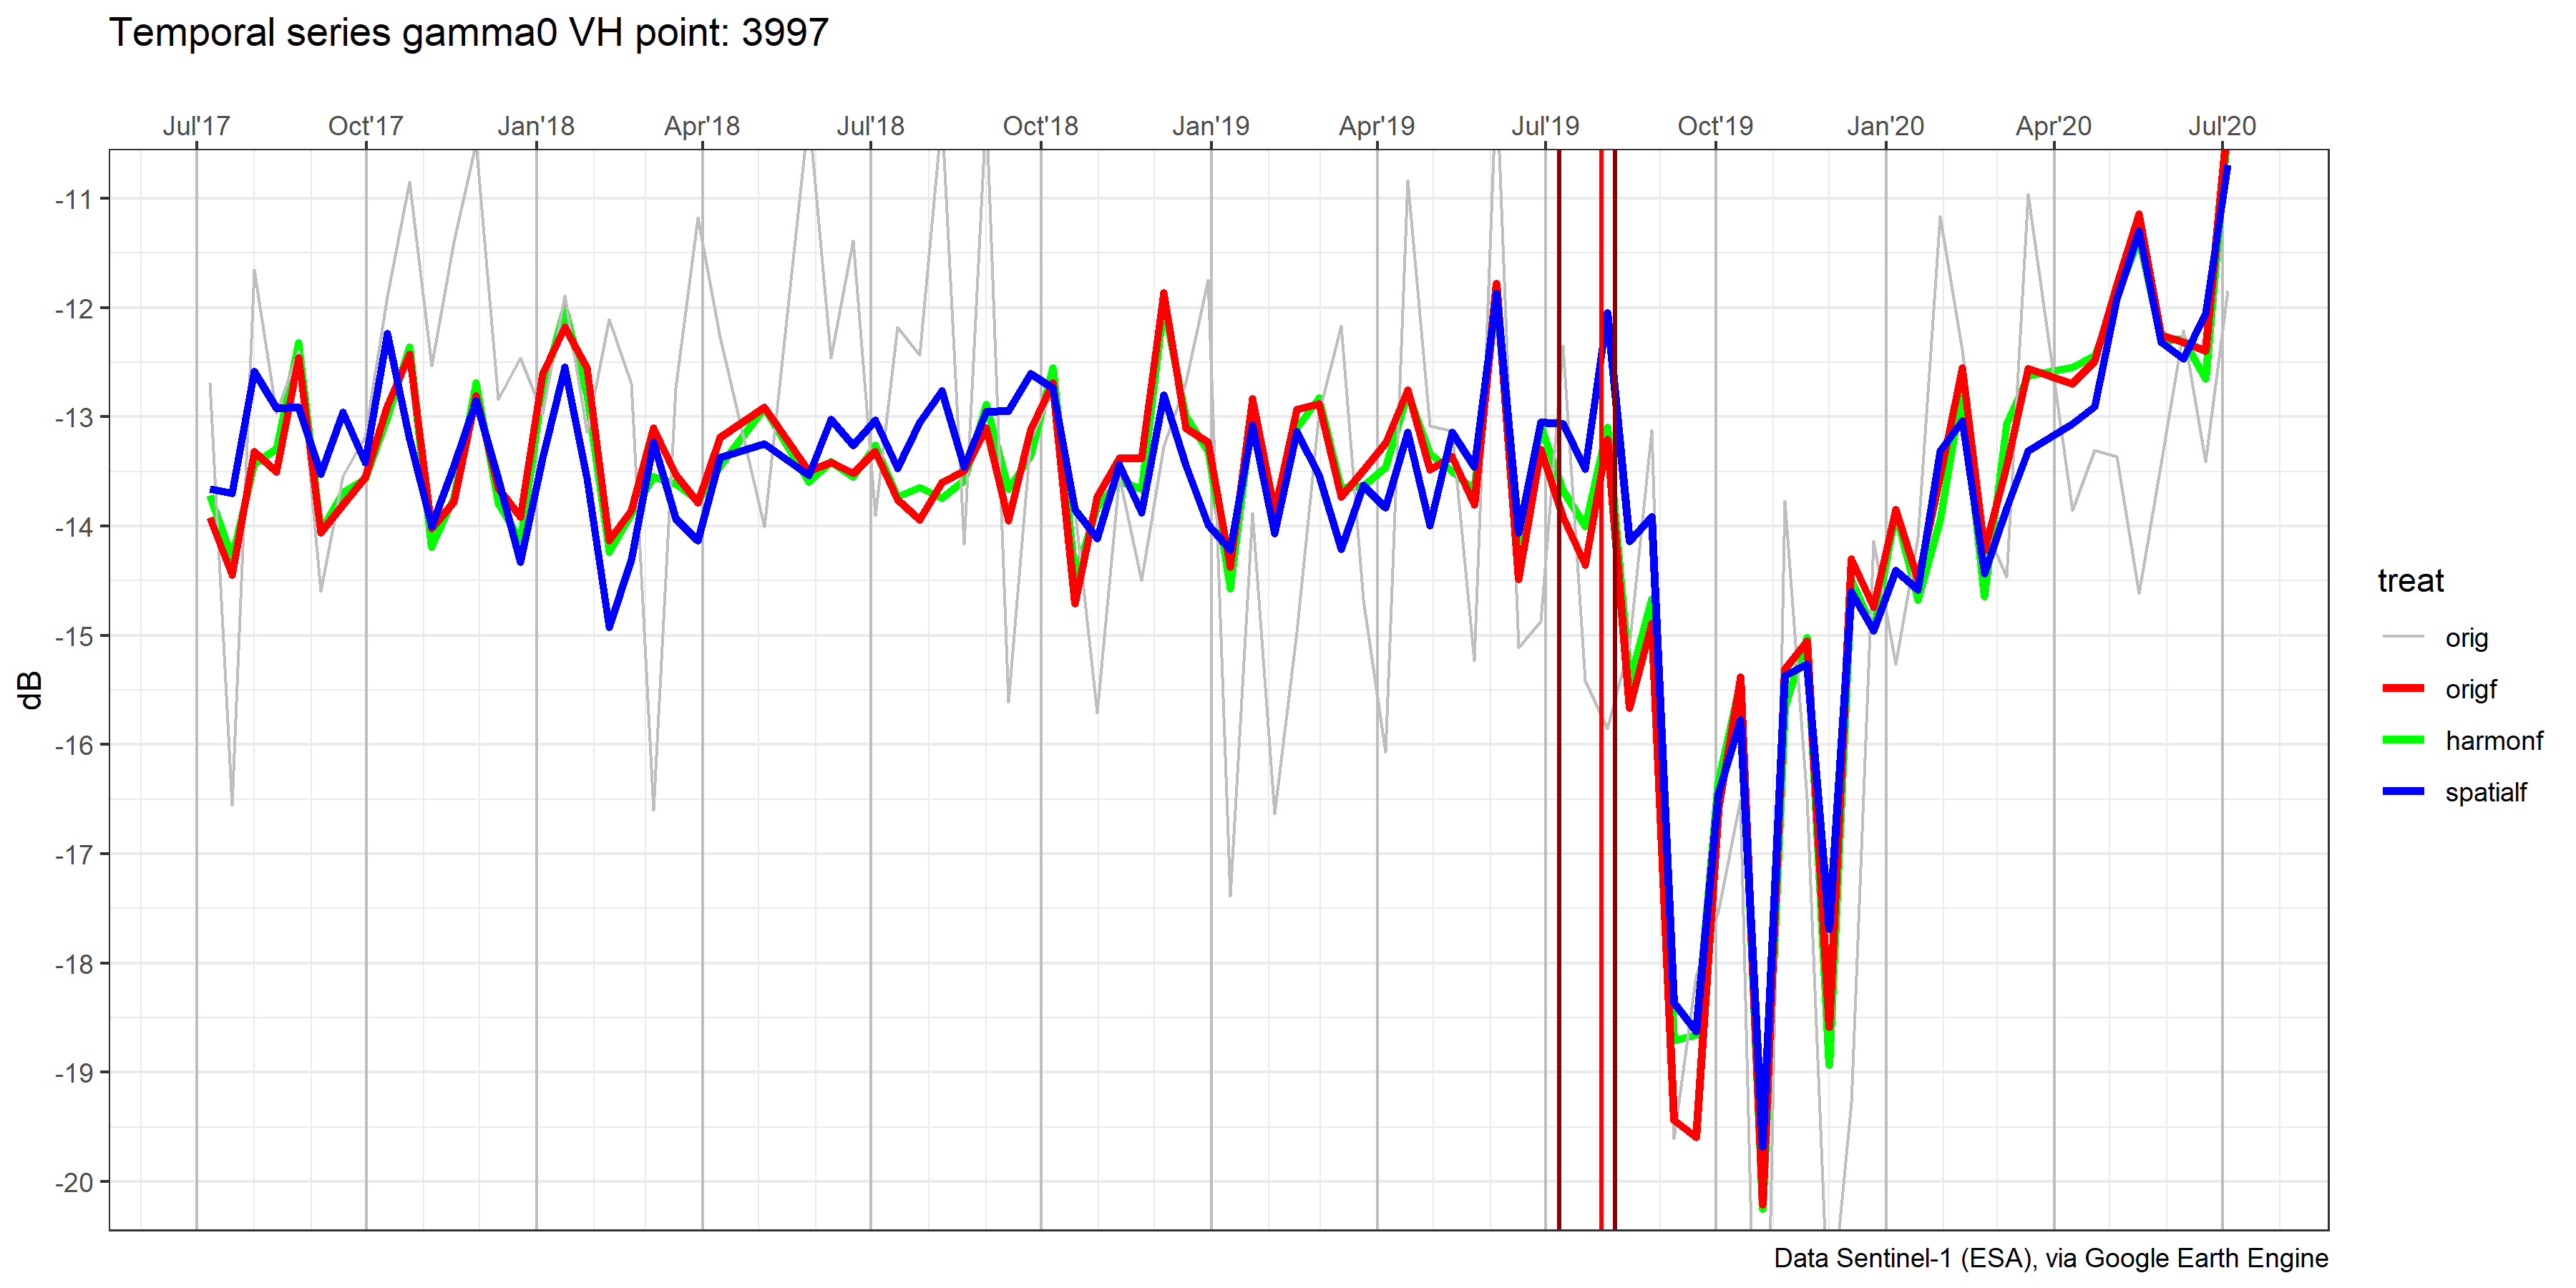 Temporal series gamma0 VH point: 3997
Jul'17 Oct'17 Jan'18 Apr'18 Jul'18 Oct'18 Jan'19 Apr'19 Jul'19 Oct'19 Jan'20 Apr'20 Jul'20
-11
-12
-13
-14
-15
-16
-17
-18
-19
-20
dB
treat
orig
origf
harmonf
spatialf
Data Sentinel-1 (ESA), via Google Earth Engine